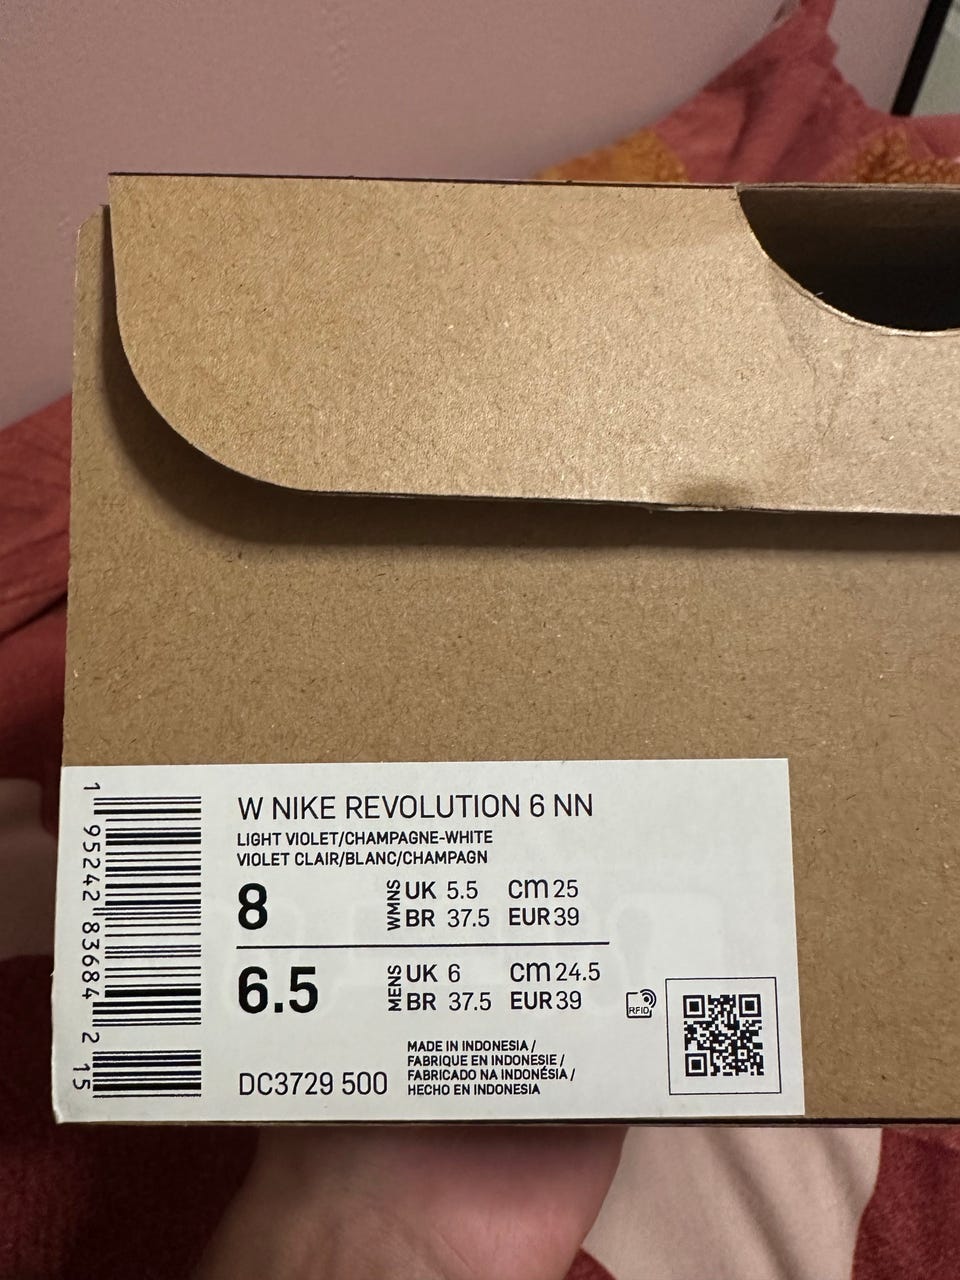 W NIKE REVOLUTION 6 NN
LIGHT VIOLET/CHAMPAGNE-WHITE
VIOLET CLAIR/BLANC/CHAMPAGN
8
WMNS
UK 5.5 cm 25
BR 37.5 EUR 39
6.5
MENS
UK 6 cm 24.5
BR 37.5 EUR 39
RFID
MADE IN INDONESIA /
FABRIQUE EN INDONESIE /
FABRICADO NA INDONÉSIA /
HECHO EN INDONESIA
DC3729 500
1 95242 83684 2 15